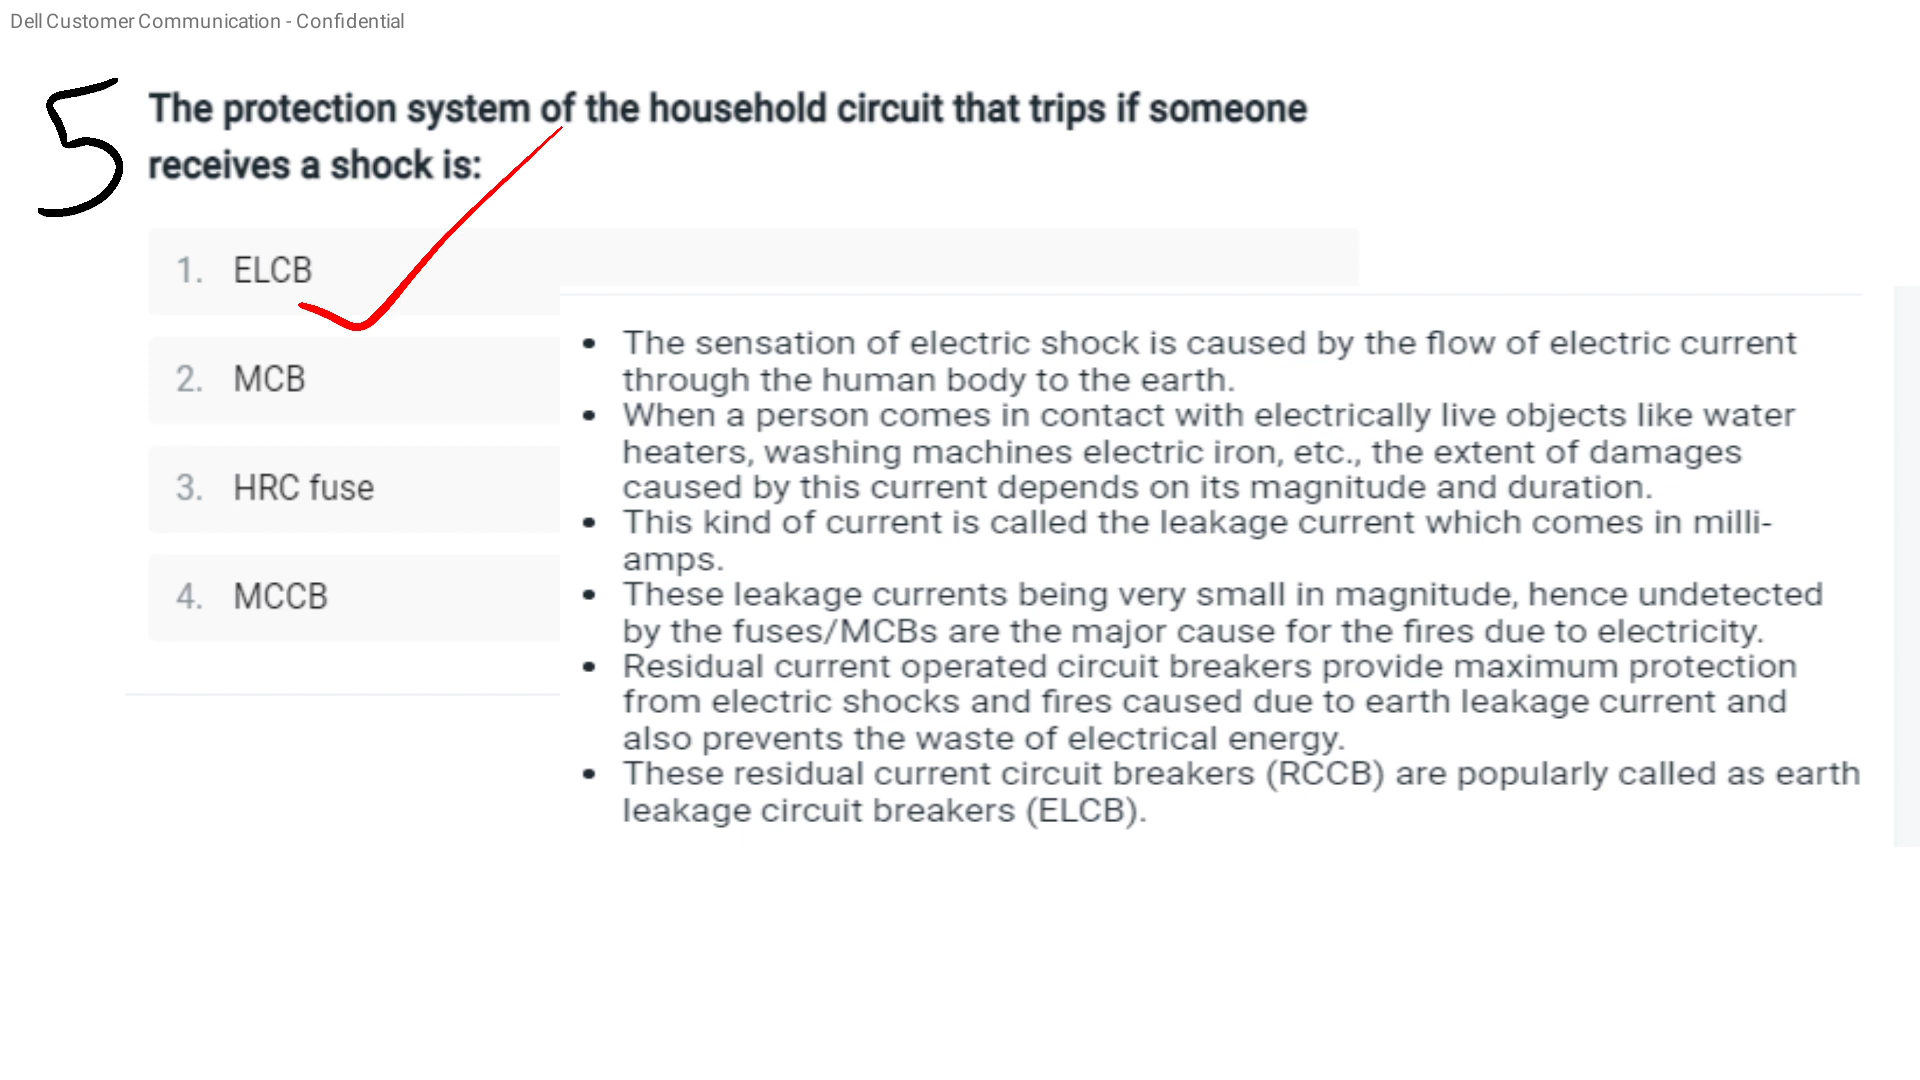 Dell Customer Communication - Confidential
5
The protection system of the household circuit that trips if someone
receives a shock is:
1. ELCB
2. MCB
3. HRC fuse
4. MCCB
• The sensation of electric shock is caused by the flow of electric current
through the human body to the earth.
• When a person comes in contact with electrically live objects like water
heaters, washing machines electric iron, etc., the extent of damages
caused by this current depends on its magnitude and duration.
• This kind of current is called the leakage current which comes in milli-
amps.
• These leakage currents being very small in magnitude, hence undetected
by the fuses/MCBs are the major cause for the fires due to electricity.
• Residual current operated circuit breakers provide maximum protection
from electric shocks and fires caused due to earth leakage current and
also prevents the waste of electrical energy.
• These residual current circuit breakers (RCCB) are popularly called as earth
leakage circuit breakers (ELCB).